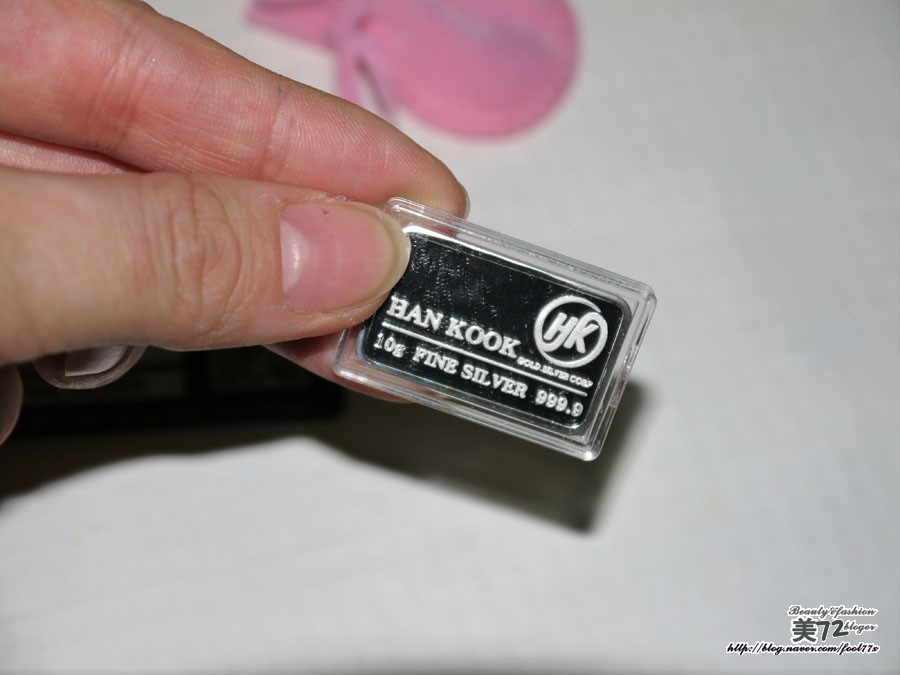 HK
HAN KOOK
GOLD.SILVER CORP
10g FINE SILVER 999.9
Beauty&fashion
美72 bloger
http://blog.naver.com/fool77x